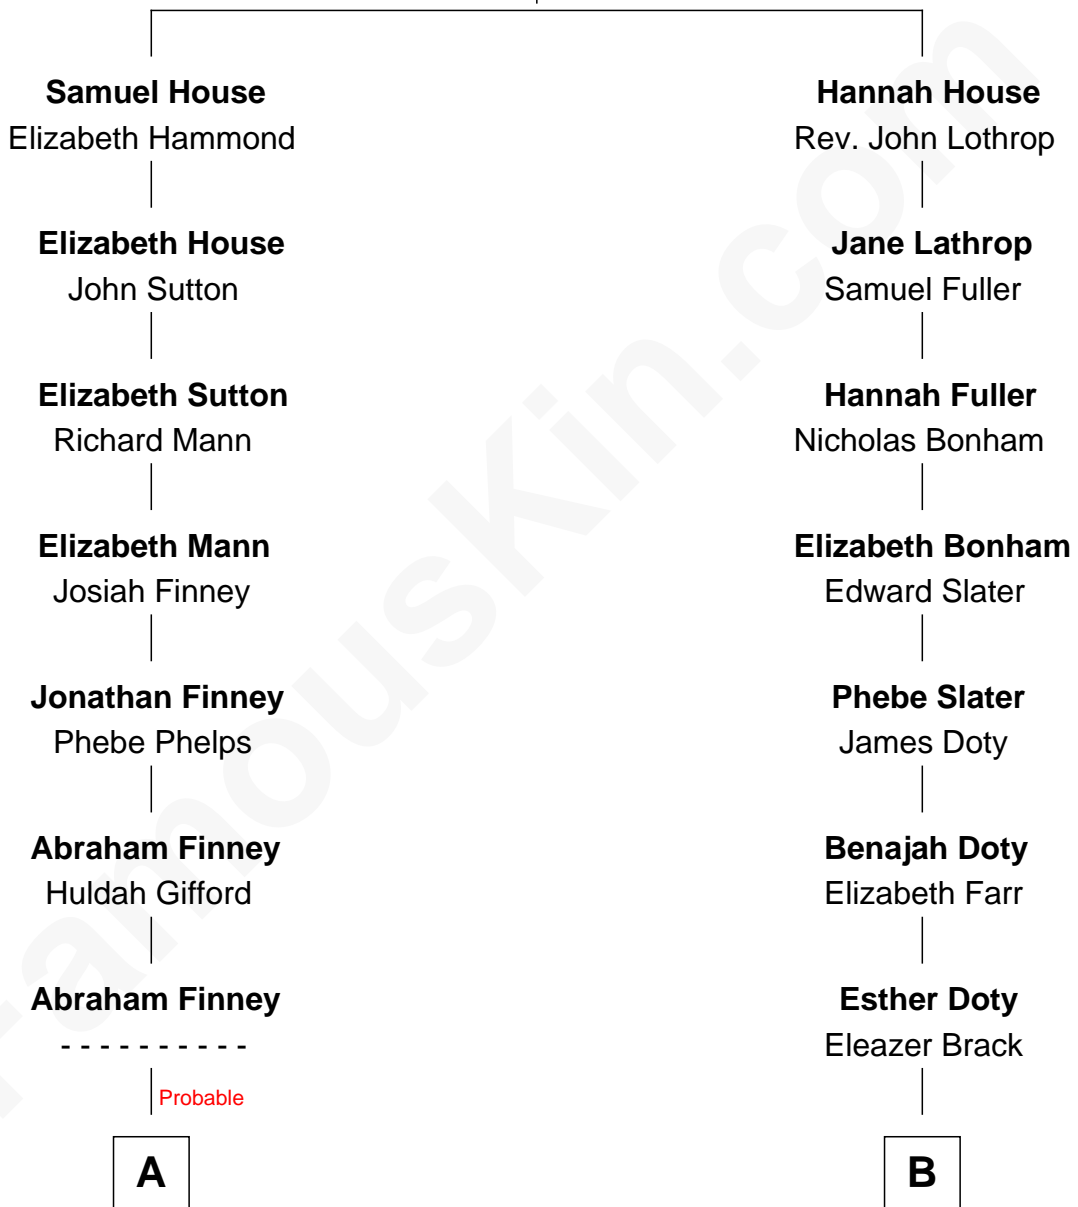 Samuel House
Elizabeth Hammond
Hannah House
Rev. John Lothrop
Elizabeth House
John Sutton
Jane Lathrop
Samuel Fuller
Elizabeth Sutton
Richard Mann
Hannah Fuller
Nicholas Bonham
Elizabeth Mann
Josiah Finney
Elizabeth Bonham
Edward Slater
Jonathan Finney
Phebe Phelps
Phebe Slater
James Doty
Abraham Finney
Huldah Gifford
Benajah Doty
Elizabeth Farr
Abraham Finney
- - - - - - - - - -
Esther Doty
Eleazer Brack
Probable
A
B
FamousKin.com